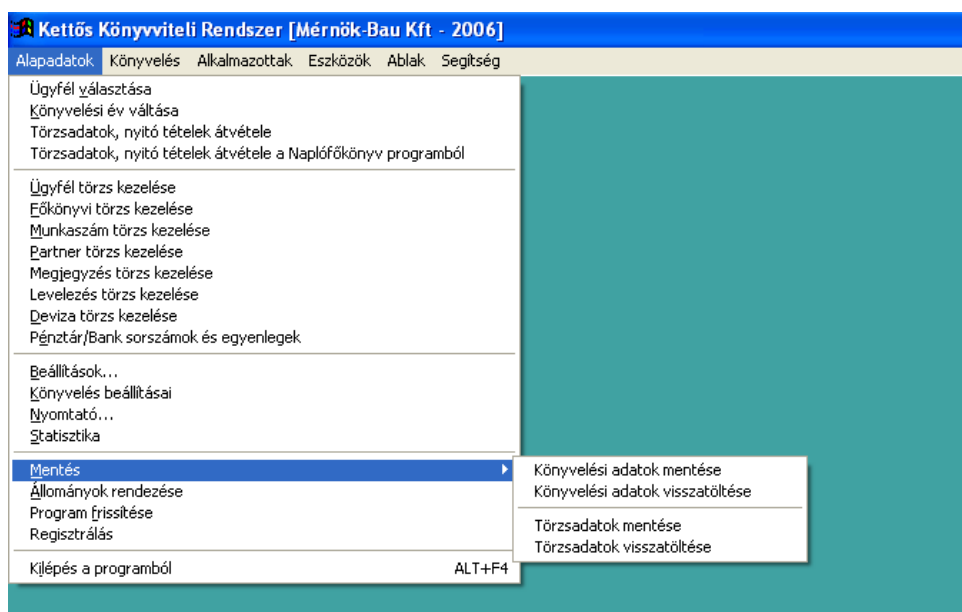 Kettős Könyvviteli Rendszer [Mérnök-Bau Kft - 2006]
Alapadatok Könyvelés Alkalmazottak Eszközök Ablak Segítség
Ügyfél választása
Könyvelési év váltása
Törzsadatok, nyitó tételek átvétele
Törzsadatok, nyitó tételek átvétele a Naplófőkönyv programból
Ügyfél törzs kezelése
Főkönyvi törzs kezelése
Munkaszám törzs kezelése
Partner törzs kezelése
Megjegyzés törzs kezelése
Levelezés törzs kezelése
Deviza törzs kezelése
Pénztár/Bank sorszámok és egyenlegek
Beállítások...
Könyvelés beállításai
Nyomtató...
Statisztika
Mentés
Állományok rendezése
Program frissítése
Regisztrálás
Kilépés a programból ALT+F4
Könyvelési adatok mentése
Könyvelési adatok visszatöltése
Törzsadatok mentése
Törzsadatok visszatöltése